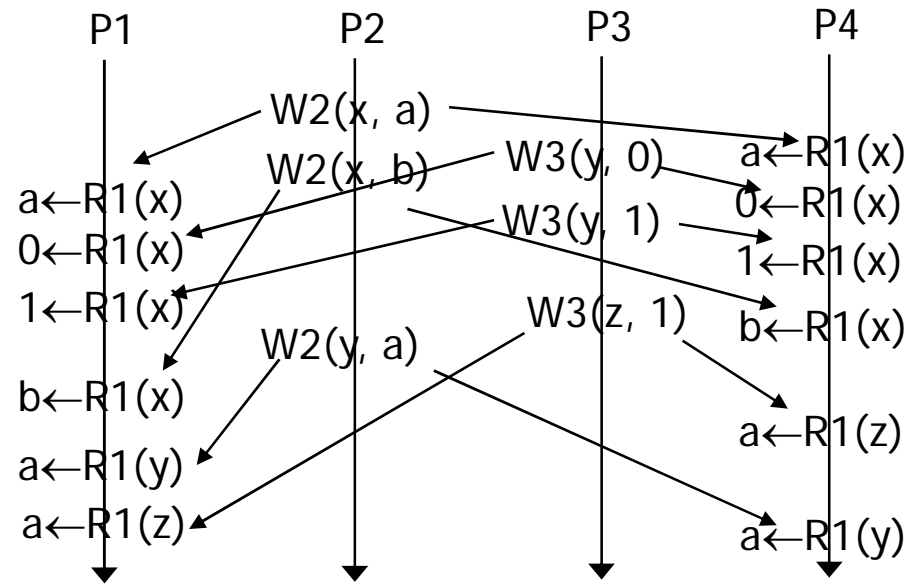 P1 P2 P3 P4
W2(x, a)
a←R1(x)
W3(y, 0)
W2(x, b)
a←R1(x)
0←R1(x)
W3(y, 1)
0←R1(x)
1←R1(x)
1←R1(x)
W3(z, 1)
b←R1(x)
W2(y, a)
b←R1(x)
a←R1(z)
a←R1(y)
a←R1(z)
a←R1(y)